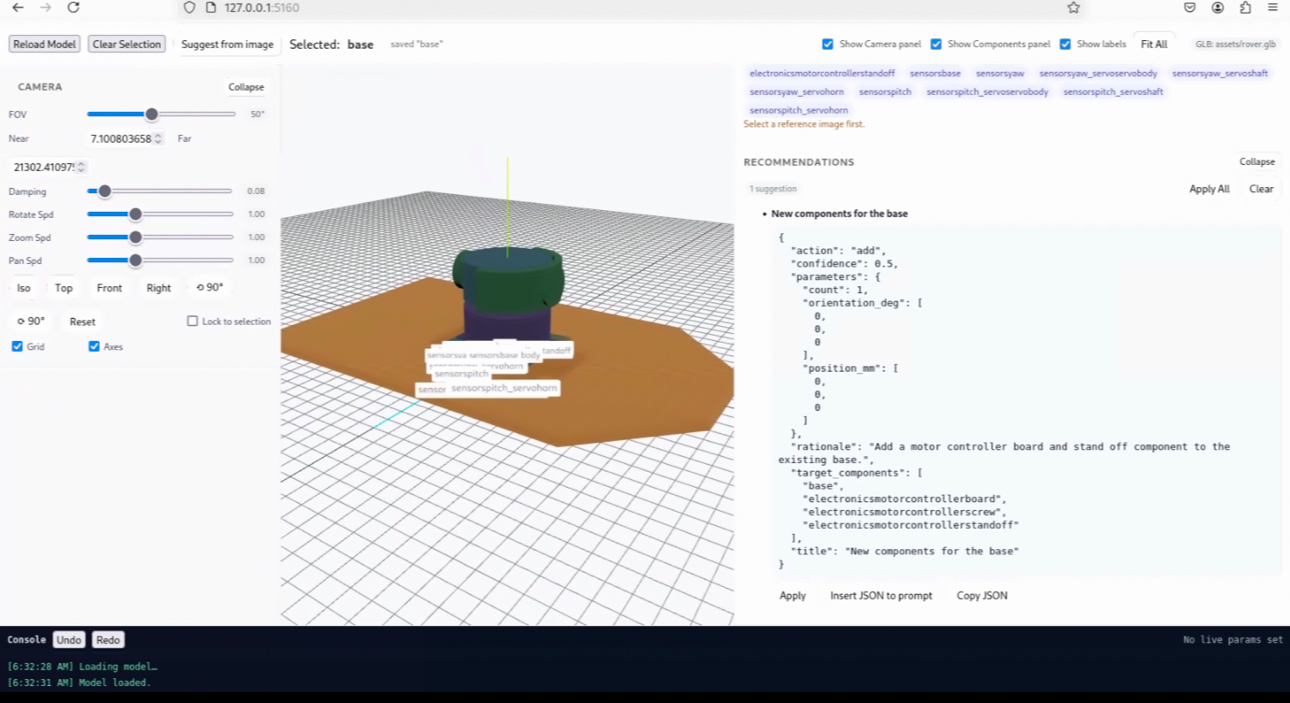 127.0.0.1:5160
Reload Model Clear Selection Suggest from image Selected: base saved "base" Show Camera panel Show Components panel Show labels Fit All GLB: assets/rover.glb
CAMERA Collapse
FOV 50°
Near 7.100803658 Far
21302.41097
Damping 0.08
Rotate Spd 1.00
Zoom Spd 1.00
Pan Spd 1.00
Iso Top Front Right ⟲ 90°
⟳ 90° Reset Lock to selection
Grid Axes
standoff
sensorsya sensorsbase body
servohorn
sensorspitch
sensor sensorspitch_servohorn
electronicsmotorcontrollerstandoff sensorsbase sensorsyaw sensorsyaw_servoservobody sensorsyaw_servoshaft
sensorsyaw_servohorn sensorspitch sensorspitch_servoservobody sensorspitch_servoshaft
sensorspitch_servohorn
Select a reference image first.
RECOMMENDATIONS Collapse
1 suggestion Apply All Clear
• New components for the base
{
"action": "add",
"confidence": 0.5,
"parameters": {
"count": 1,
"orientation_deg": [
0,
0,
0
],
"position_mm": [
0,
0,
0
]
},
"rationale": "Add a motor controller board and stand off component to the
existing base.",
"target_components": [
"base",
"electronicsmotorcontrollerboard",
"electronicsmotorcontrollerscrew",
"electronicsmotorcontrollerstandoff"
],
"title": "New components for the base"
}
Apply Insert JSON to prompt Copy JSON
Console Undo Redo No live params set
[6:32:28 AM] Loading model…
[6:32:31 AM] Model loaded.